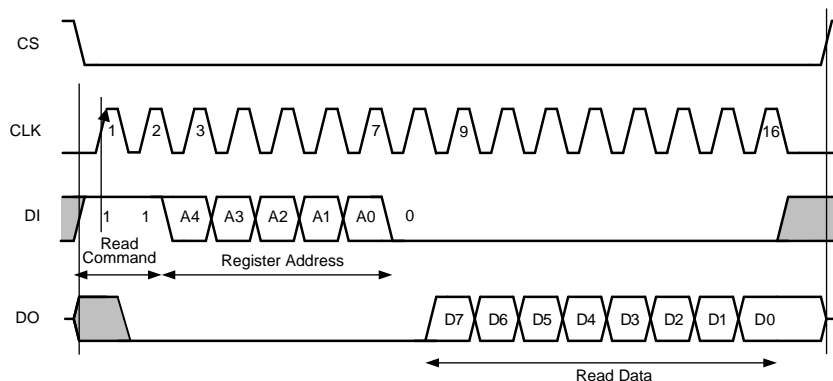 CS
CLK 1 2 3 7 9 16
DI 1 1 A4 A3 A2 A1 A0 0
Read
Command
Register Address
DO D7 D6 D5 D4 D3 D2 D1 D0
Read Data